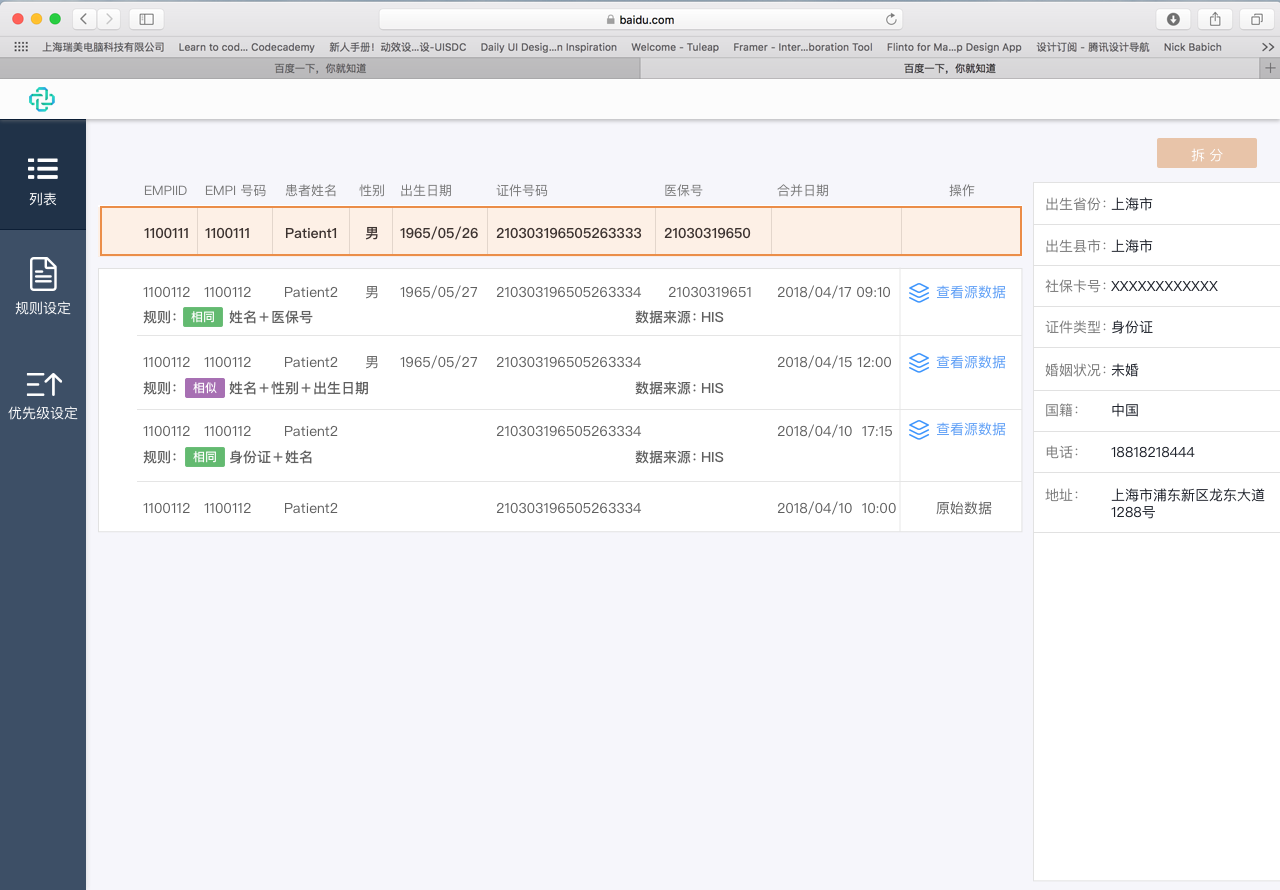 baidu.com
上海瑞美电脑科技有限公司 Learn to cod... Codecademy 新人手册！动效设...设-UISDC Daily UI Desig...n Inspiration Welcome - Tuleap Framer - Inter...boration Tool Flinto for Ma...p Design App 设计订阅 - 腾讯设计导航 Nick Babich
百度一下，你就知道 百度一下，你就知道
列表
规则设定
优先级设定
拆 分
EMPIID EMPI 号码 患者姓名 性别 出生日期 证件号码 医保号 合并日期 操作
1100111 1100111 Patient1 男 1965/05/26 210303196505263333 21030319650
1100112 1100112 Patient2 男 1965/05/27 210303196505263334 21030319651 2018/04/17 09:10 查看源数据
规则： 相同 姓名＋医保号 数据来源：HIS
1100112 1100112 Patient2 男 1965/05/27 210303196505263334 2018/04/15 12:00 查看源数据
规则： 相似 姓名＋性别＋出生日期 数据来源：HIS
1100112 1100112 Patient2 210303196505263334 2018/04/10 17:15 查看源数据
规则： 相同 身份证＋姓名 数据来源：HIS
1100112 1100112 Patient2 210303196505263334 2018/04/10 10:00 原始数据
出生省份：上海市
出生县市：上海市
社保卡号：XXXXXXXXXXXX
证件类型：身份证
婚姻状况：未婚
国籍： 中国
电话： 18818218444
地址： 上海市浦东新区龙东大道
1288号